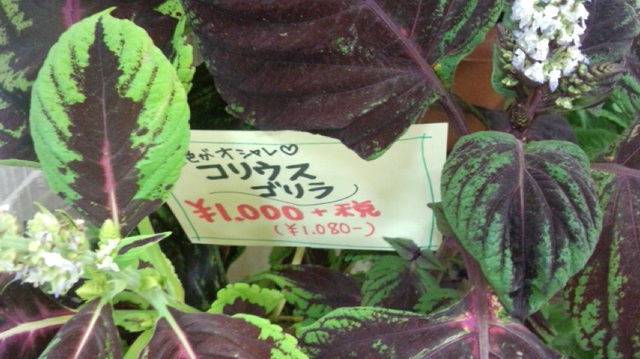 色がオシャレ♡
コリウス
ゴリラ
¥1,000+税
(¥1,080-)